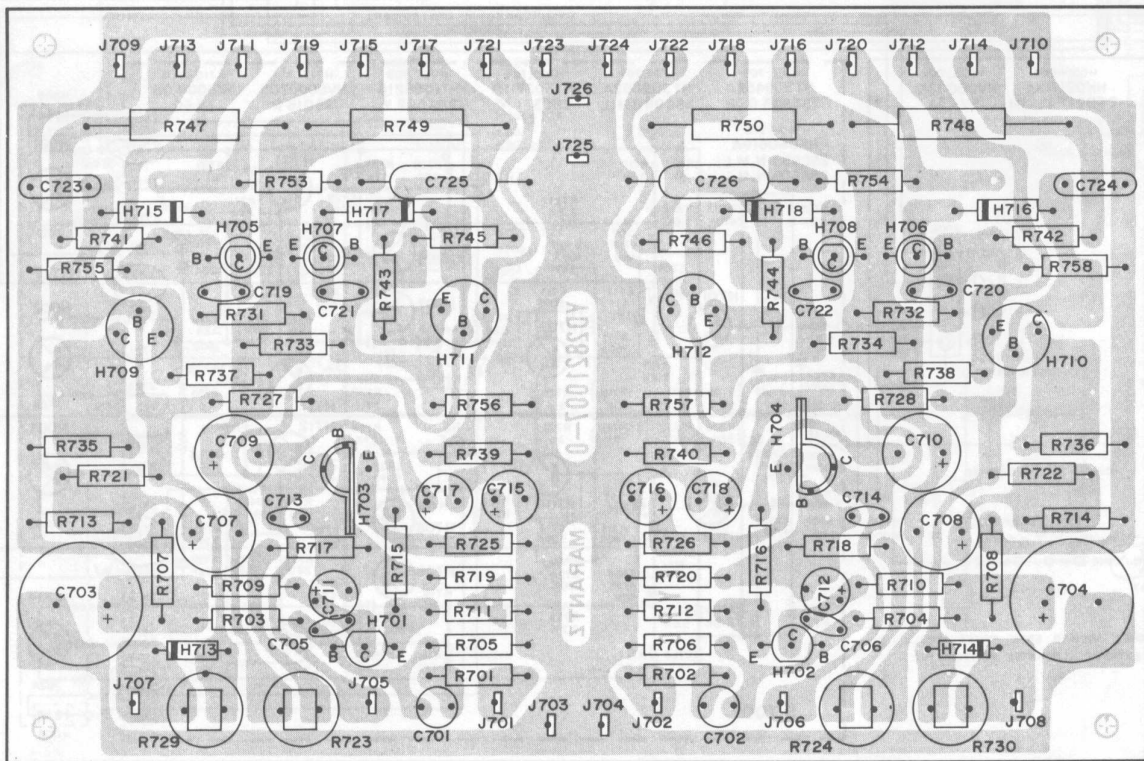 J709 J713 J711 J719 J715 J717 J721 J723 J724 J722 J718 J716 J720 J712 J714 J710
J726
R747 R749 R750 R748
J725
C723 R753 C725 C726 R754 C724
H715 H717 H718 H716
H705 H707 H708 H706
R741 R745 R746 R742
B C E E C B E C B E C B
R755 R743 R744 R758
C719 C721 C722 C720
B C E E C B C B E E C B
R731 R732
H709 R733 H711 H712 R734 H710
R737 R738
R727 R756 R757 R728
YD2821007-0
C709 + B C E H703 H704 E C B C710 +
R735 R739 R740 R736
R721 R722
C717 + C715 + C716 + C718 +
R713 C707 + C713 C714 C708 + R714
R717 R715 R725 R726 R716 R718
MARANTZ
C703 + R707 R709 C711 + R719 R720 C712 + R710 R708 C704 +
R703 R711 R712 R704
C705 H701 C706
H713 B C E R705 R706 E C B H714
H702
R701 R702
J707 J705 J701 J703 J704 J702 J706 J708
R729 R723 C701 C702 R724 R730